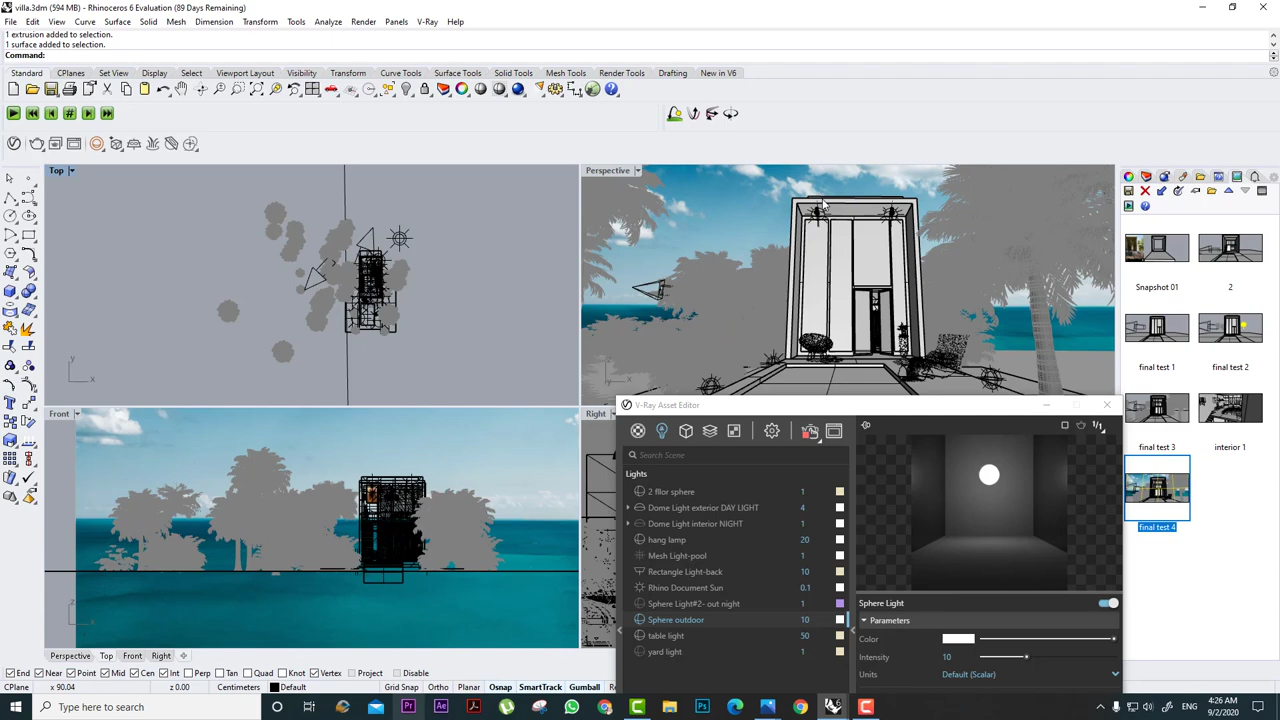 villa.3dm (594 MB) - Rhinoceros 6 Evaluation (89 Days Remaining)
File Edit View Curve Surface Solid Mesh Dimension Transform Tools Analyze Render Panels V-Ray Help
1 extrusion added to selection.
1 surface added to selection.
Command:
Standard CPlanes Set View Display Select Viewport Layout Visibility Transform Curve Tools Surface Tools Solid Tools Mesh Tools Render Tools Drafting New in V6
Top
Perspective
y
x
z
Snapshot 01 2
final test 1 final test 2
final test 3 interior 1
final test 4
Front
Right
z
x
V-Ray Asset Editor
1/1
Search Scene
Lights
2 fllor sphere 1
Dome Light exterior DAY LIGHT 4
Dome Light interior NIGHT 1
hang lamp 20
Mesh Light-pool 1
Rectangle Light-back 10
Rhino Document Sun 0.1
Sphere Light#2- out night 1
Sphere outdoor 10
table light 50
yard light 1
Sphere Light
Parameters
Color
Intensity 10
Units Default (Scalar)
Perspective Top Front Right
End Near Point Mid Cen Int Perp Tan Quad Knot Vertex
CPlane x 90.04 z 0.00 Centimeters Default Grid Snap Ortho Planar Osnap SmartTrack Gumball
Type here to search
4:26 AM
9/2/2020